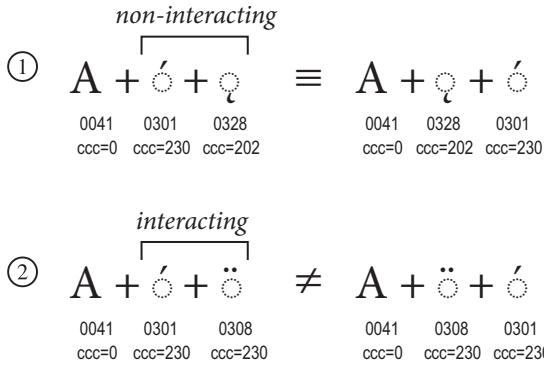 non-interacting
① A + ◌́ + ◌̨ ≡ A + ◌̨ + ◌́
0041 0301 0328 0041 0328 0301
ccc=0 ccc=230 ccc=202 ccc=0 ccc=202 ccc=230
interacting
② A + ◌́ + ◌̈ ≠ A + ◌̈ + ◌́
0041 0301 0308 0041 0308 0301
ccc=0 ccc=230 ccc=230 ccc=0 ccc=230 ccc=230